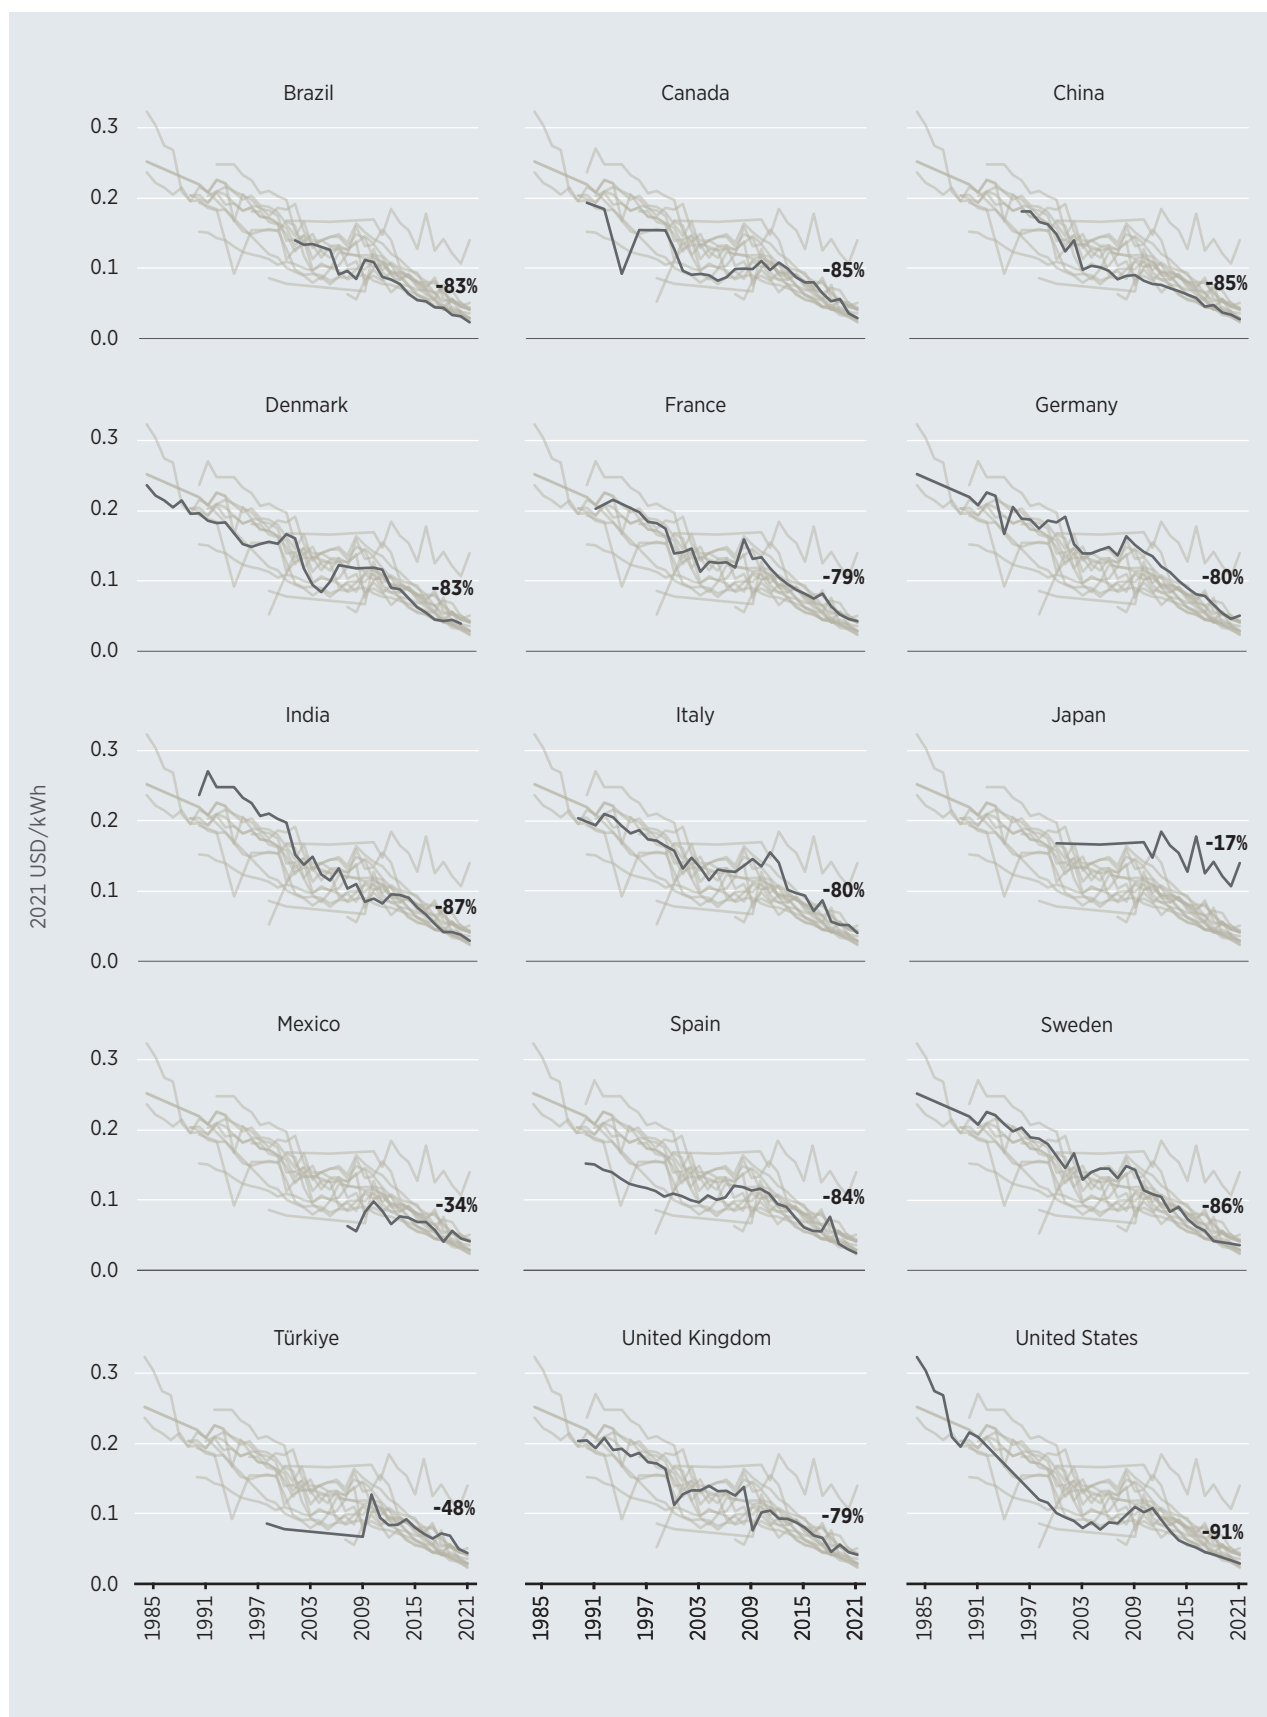 Brazil
Canada
China
0.3
0.2
0.1
0.0
-83%
-85%
-85%
Denmark
France
Germany
0.3
0.2
0.1
0.0
-83%
-79%
-80%
India
Italy
Japan
0.3
0.2
0.1
0.0
-87%
-80%
-17%
2021 USD/kWh
Mexico
Spain
Sweden
0.3
0.2
0.1
0.0
-34%
-84%
-86%
Türkiye
United Kingdom
United States
0.3
0.2
0.1
0.0
-48%
-79%
-91%
1985 1991 1997 2003 2009 2015 2021
1985 1991 1997 2003 2009 2015 2021
1985 1991 1997 2003 2009 2015 2021